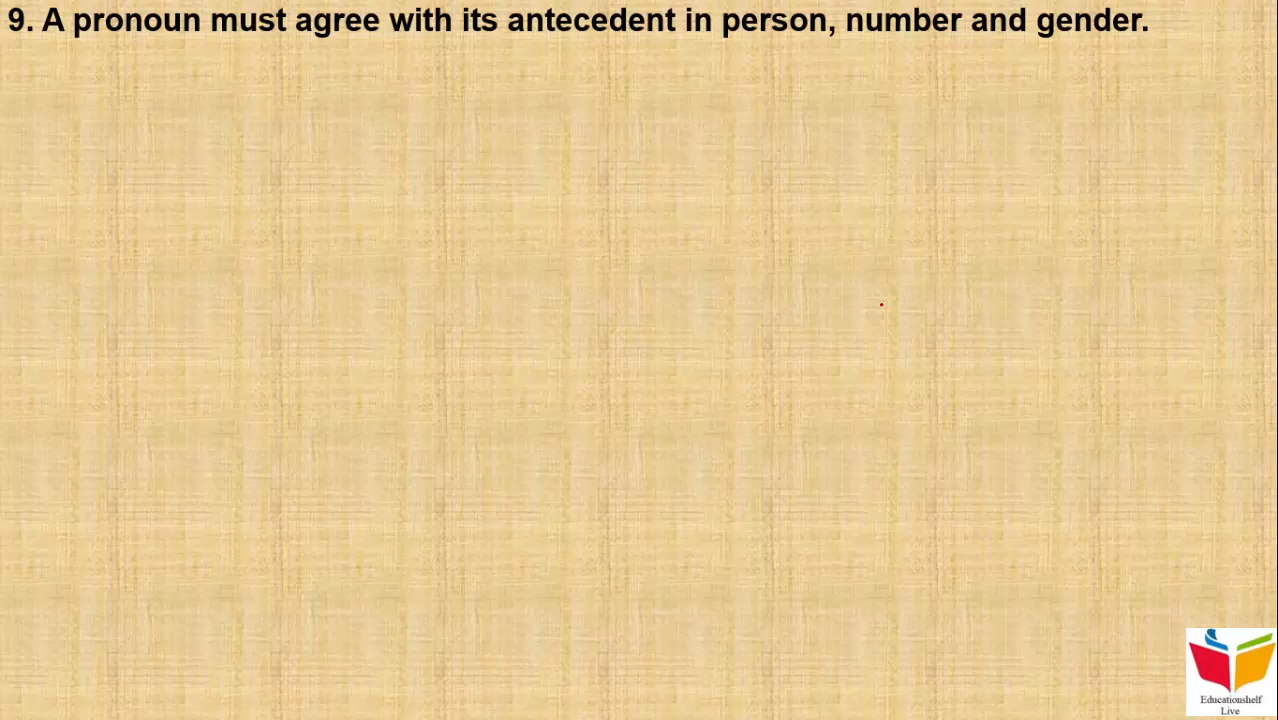 9. A pronoun must agree with its antecedent in person, number and gender.
Educationshelf
Live